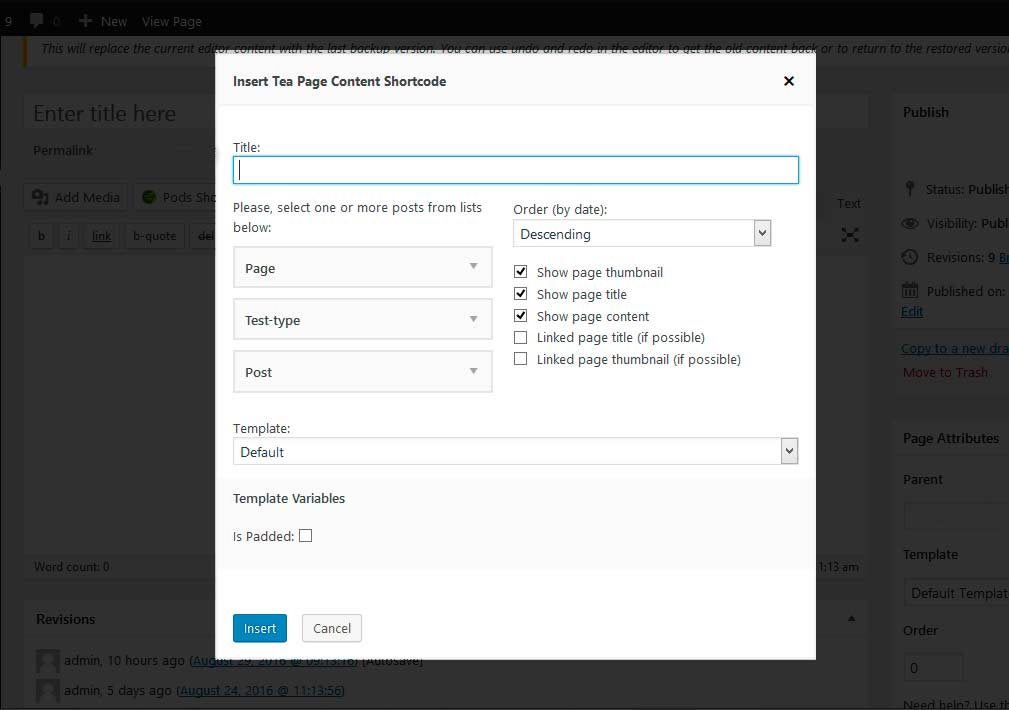 9 0 New View Page
This will replace the current editor content with the last backup version. You can use undo and redo in the editor to get the old content back or to return to the restored version
Insert Tea Page Content Shortcode
Enter title here
Publish
Title:
Permalink
Add Media Pods Sho
Status: Publish
Text
Please, select one or more posts from lists
below:
Order (by date):
Descending
b i link b-quote del
Visibility: Publ
Revisions: 9 Br
Page
Show page thumbnail
Show page title
Published on:
Edit
Test-type
Show page content
Linked page title (if possible)
Linked page thumbnail (if possible)
Copy to a new dra
Move to Trash
Post
Template:
Default
Page Attributes
Parent
Template Variables
Is Padded:
Template
Word count: 0
1:13 am
Default Templat
Revisions
Insert Cancel
Order
admin, 10 hours ago (August 29, 2016 @ 09:13:16) [Autosave]
0
admin, 5 days ago (August 24, 2016 @ 11:13:56)
Need help? Use th